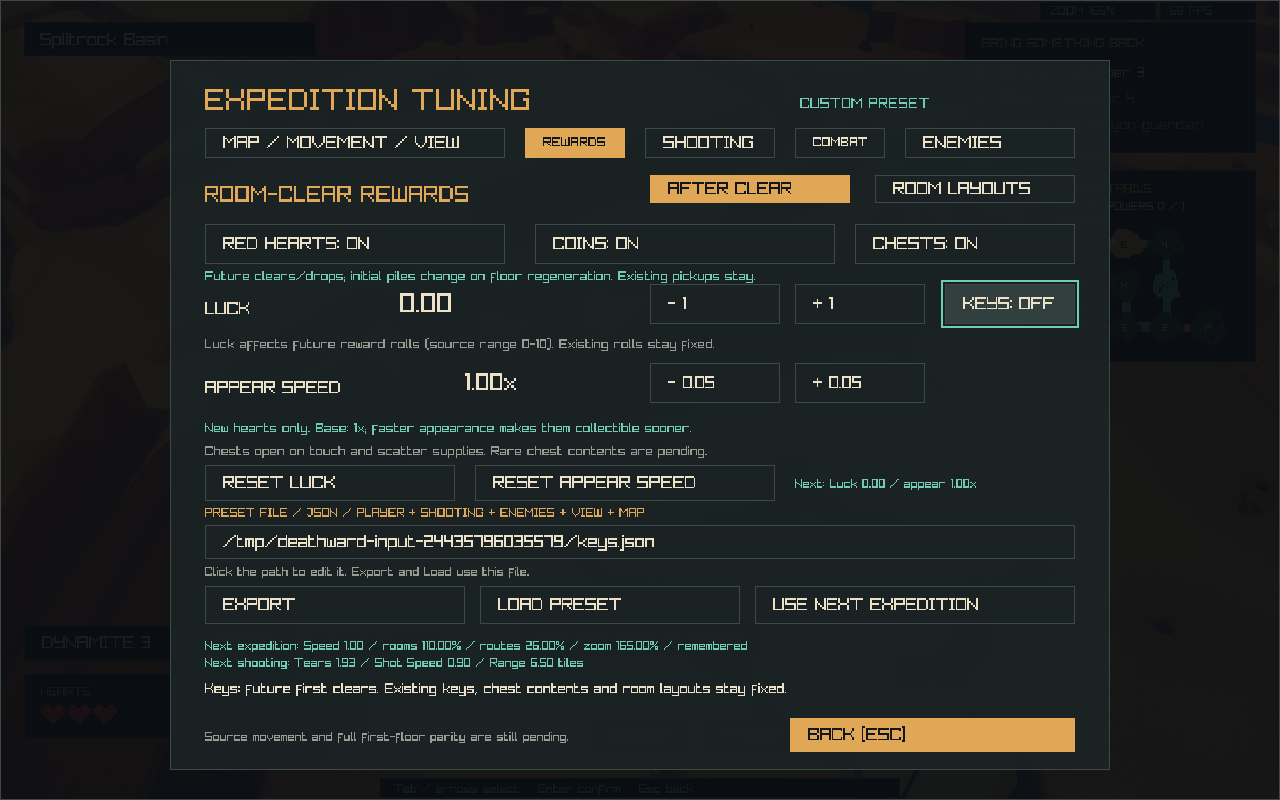 ZOOM 165%
68 FPS
Splitrock Basin
BRING SOMETHING BACK
EXPEDITION TUNING
CUSTOM PRESET
MAP / MOVEMENT / VIEW
REWARDS
SHOOTING
COMBAT
ENEMIES
ROOM-CLEAR REWARDS
AFTER CLEAR
ROOM LAYOUTS
RED HEARTS: ON
COINS: ON
CHESTS: ON
Future clears/drops; initial piles change on floor regeneration. Existing pickups stay.
LUCK
0.00
- 1
+ 1
KEYS: OFF
Luck affects future reward rolls (source range 0-10). Existing rolls stay fixed.
APPEAR SPEED
1.00x
- 0.05
+ 0.05
New hearts only. Base: 1x; faster appearance makes them collectible sooner.
Chests open on touch and scatter supplies. Rare chest contents are pending.
RESET LUCK
RESET APPEAR SPEED
Next: Luck 0.00 / appear 1.00x
PRESET FILE / JSON / PLAYER + SHOOTING + ENEMIES + VIEW + MAP
/tmp/deathward-input-24435796035579/keys.json
Click the path to edit it. Export and Load use this file.
EXPORT
LOAD PRESET
USE NEXT EXPEDITION
Next expedition: Speed 1.00 / rooms 110.00% / routes 26.00% / zoom 165.00% / remembered
Next shooting: Tears 1.93 / Shot Speed 0.90 / Range 6.50 tiles
DYNAMITE 3
HEARTS
Keys: future first clears. Existing keys, chest contents and room layouts stay fixed.
Source movement and full first-floor parity are still pending.
BACK [ESC]
Tab / arrows select Enter confirm Esc back